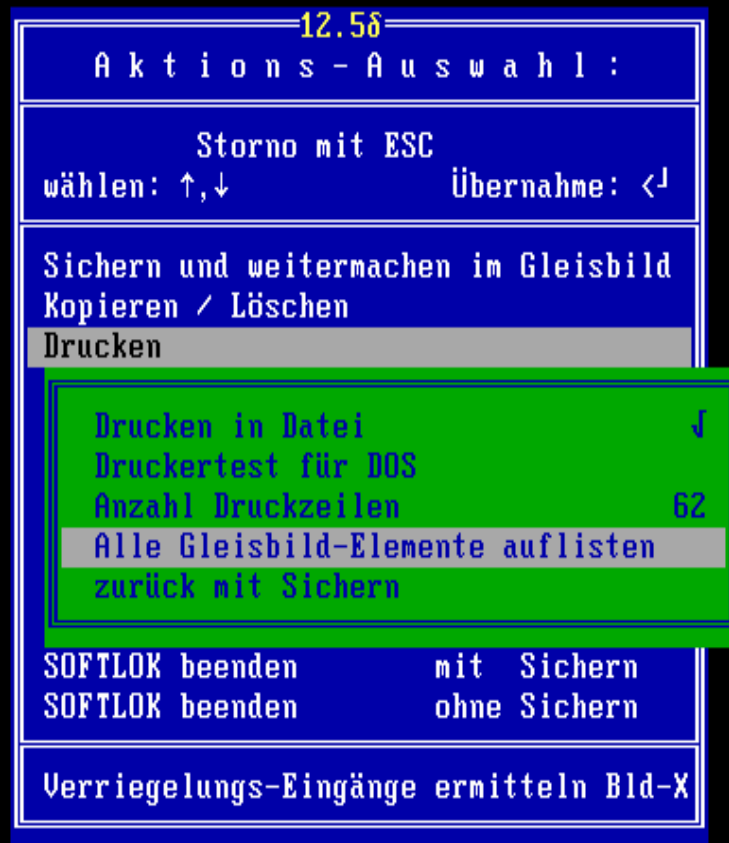 12.5δ
Aktions-Auswahl:
Storno mit ESC
wählen: ↑,↓ Übernahme: <┘
Sichern und weitermachen im Gleisbild
Kopieren / Löschen
Drucken
Drucken in Datei √
Druckertest für DOS
Anzahl Druckzeilen 62
Alle Gleisbild-Elemente auflisten
zurück mit Sichern
SOFTLOK beenden mit Sichern
SOFTLOK beenden ohne Sichern
Verriegelungs-Eingänge ermitteln Bld-X